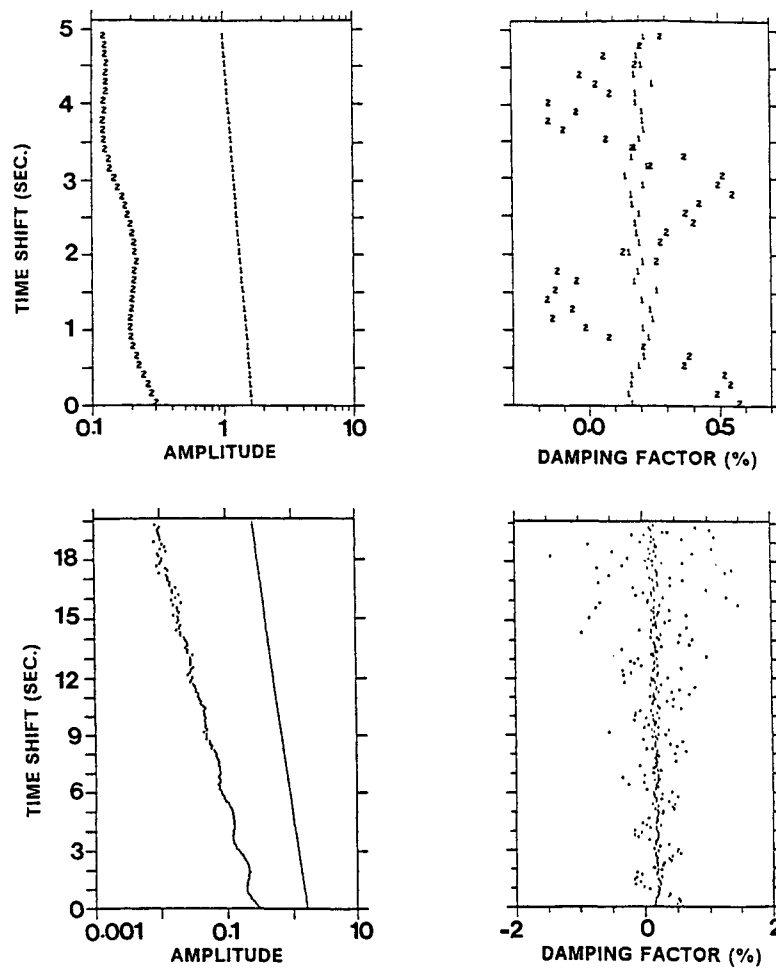 5
4
3
2
1
0
TIME SHIFT (SEC.)
0.1 1 10
AMPLITUDE
0.0 0.5
DAMPING FACTOR (%)
18
15
12
9
6
3
0
TIME SHIFT (SEC.)
0.001 0.1 10
AMPLITUDE
-2 0 2
DAMPING FACTOR (%)